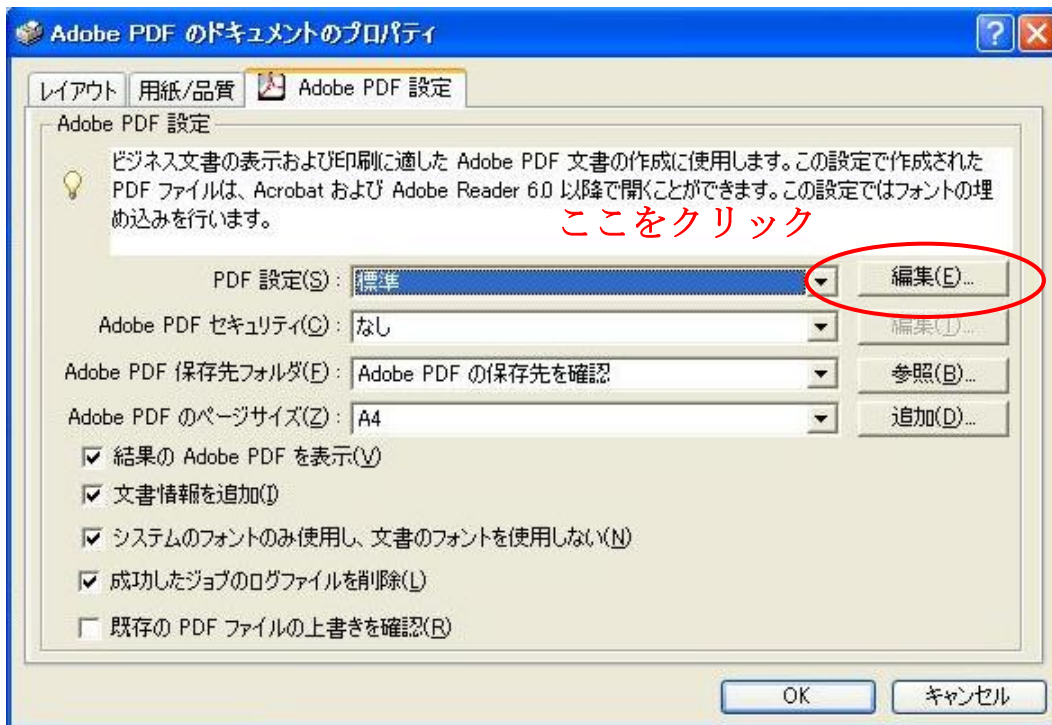 Adobe PDF のドキュメントのプロパティ
レイアウト 用紙/品質 Adobe PDF 設定
Adobe PDF 設定
ビジネス文書の表示および印刷に適した Adobe PDF 文書の作成に使用します。この設定で作成された
PDF ファイルは、Acrobat および Adobe Reader 6.0 以降で開くことができます。この設定ではフォントの埋
め込みを行います。
ここをクリック
PDF 設定(S): 標準 編集(E)...
Adobe PDF セキュリティ(C): なし 編集(T)...
Adobe PDF 保存先フォルダ(F): Adobe PDF の保存先を確認 参照(B)...
Adobe PDF のページサイズ(Z): A4 追加(D)...
結果の Adobe PDF を表示(V)
文書情報を追加(I)
システムのフォントのみ使用し、文書のフォントを使用しない(N)
成功したジョブのログファイルを削除(L)
既存の PDF ファイルの上書きを確認(R)
OK キャンセル